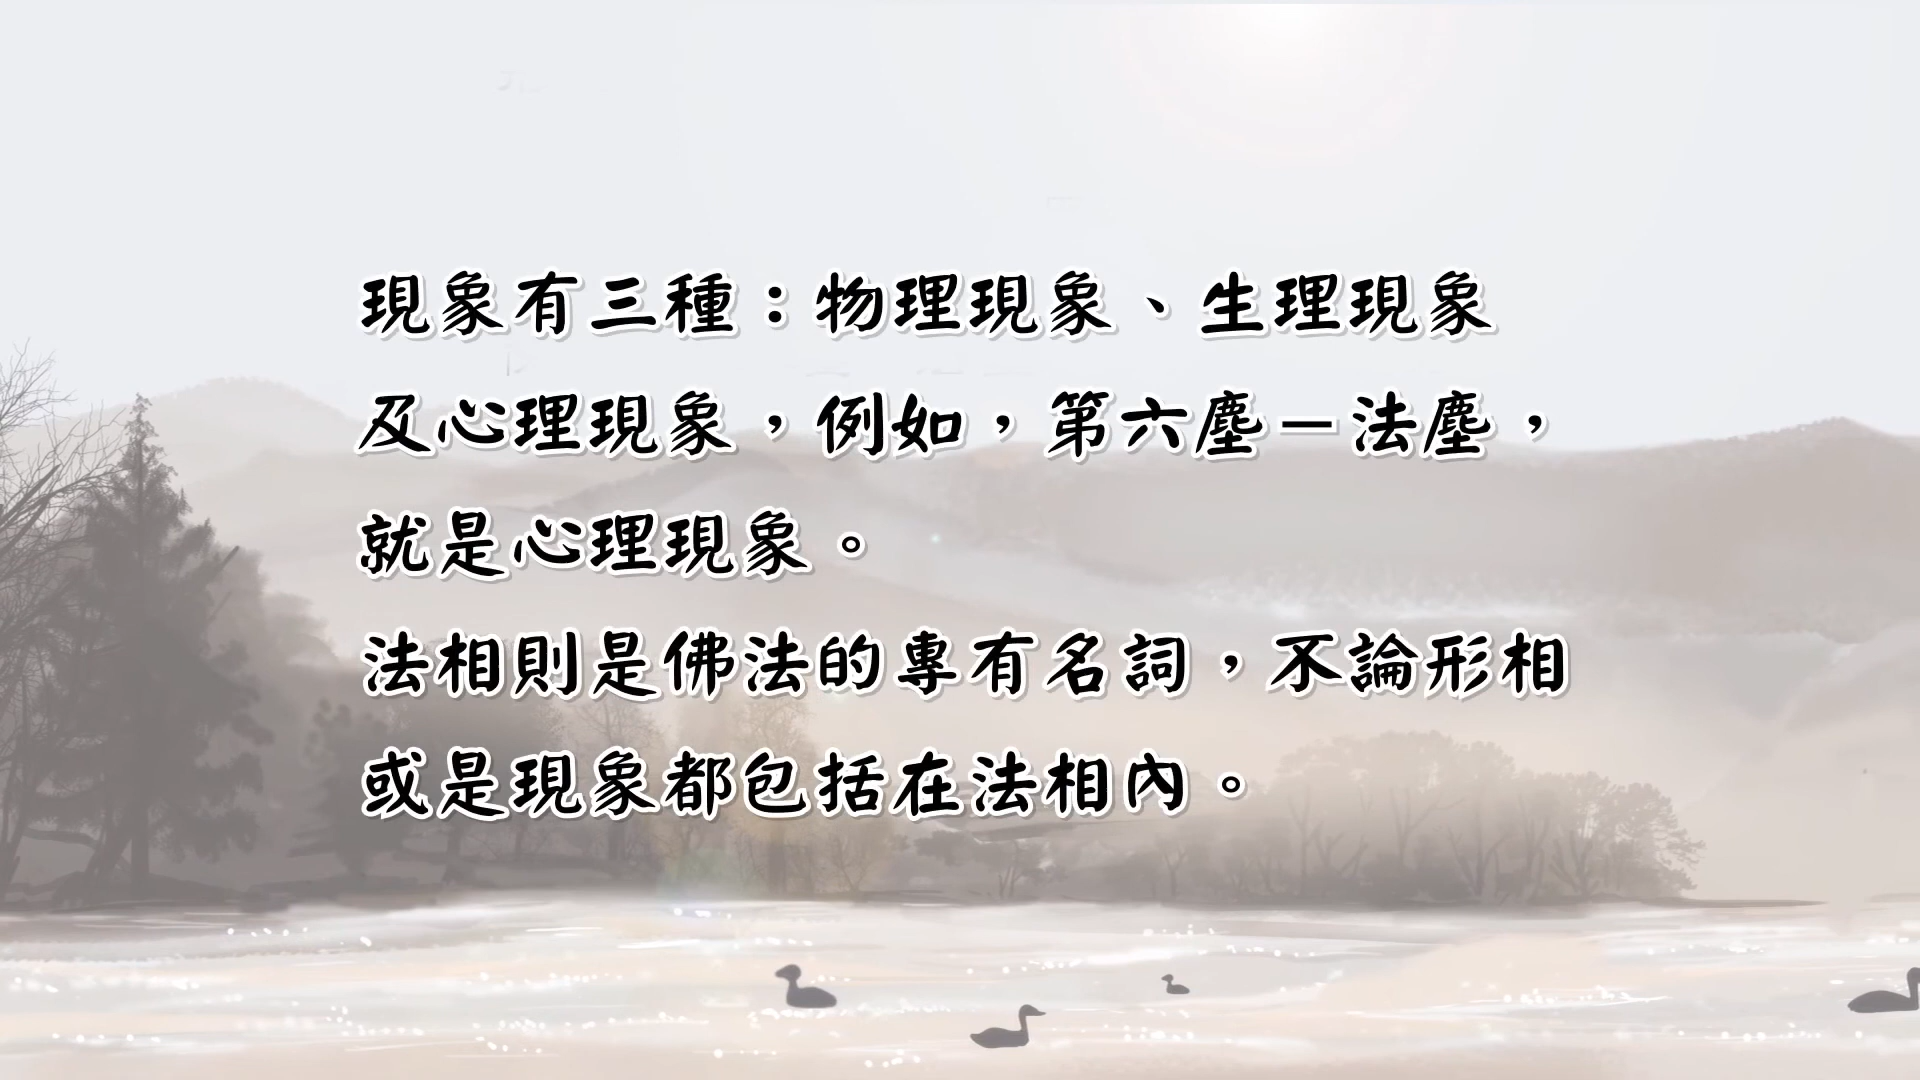 現象有三種：物理現象、生理現象
及心理現象，例如，第六塵－法塵，
就是心理現象。
法相則是佛法的專有名詞，不論形相
或是現象都包括在法相內。